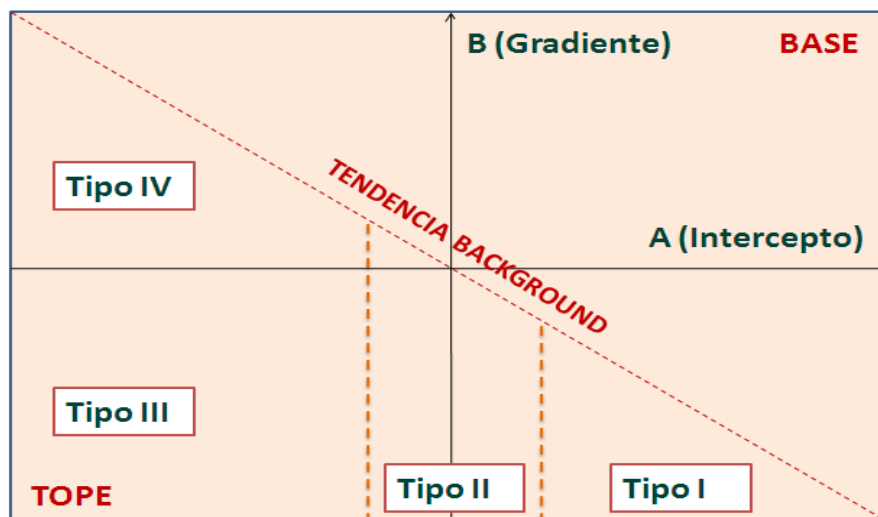 B (Gradiente)
BASE
Tipo IV
TENDENCIA BACKGROUND
A (Intercepto)
Tipo III
TOPE
Tipo II
Tipo I